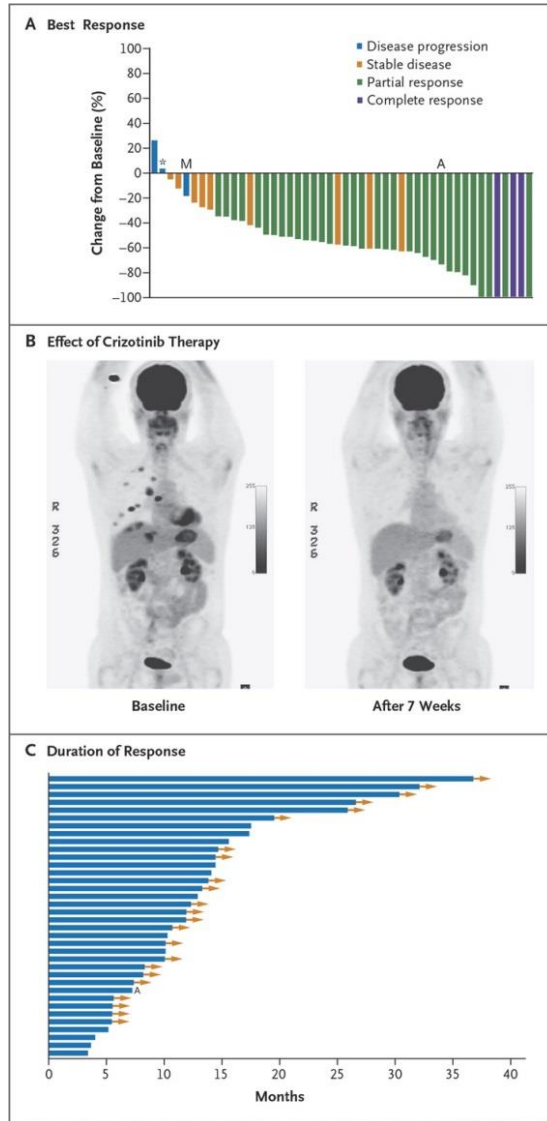 A Best Response
Change from Baseline (%)
100
80
60
40
20
0
−20
−40
−60
−80
−100
Disease progression
Stable disease
Partial response
Complete response
* M A
B Effect of Crizotinib Therapy
R
326
255
0
R
326
255
0
Baseline After 7 Weeks
C Duration of Response
A
0 5 10 15 20 25 30 35 40
Months